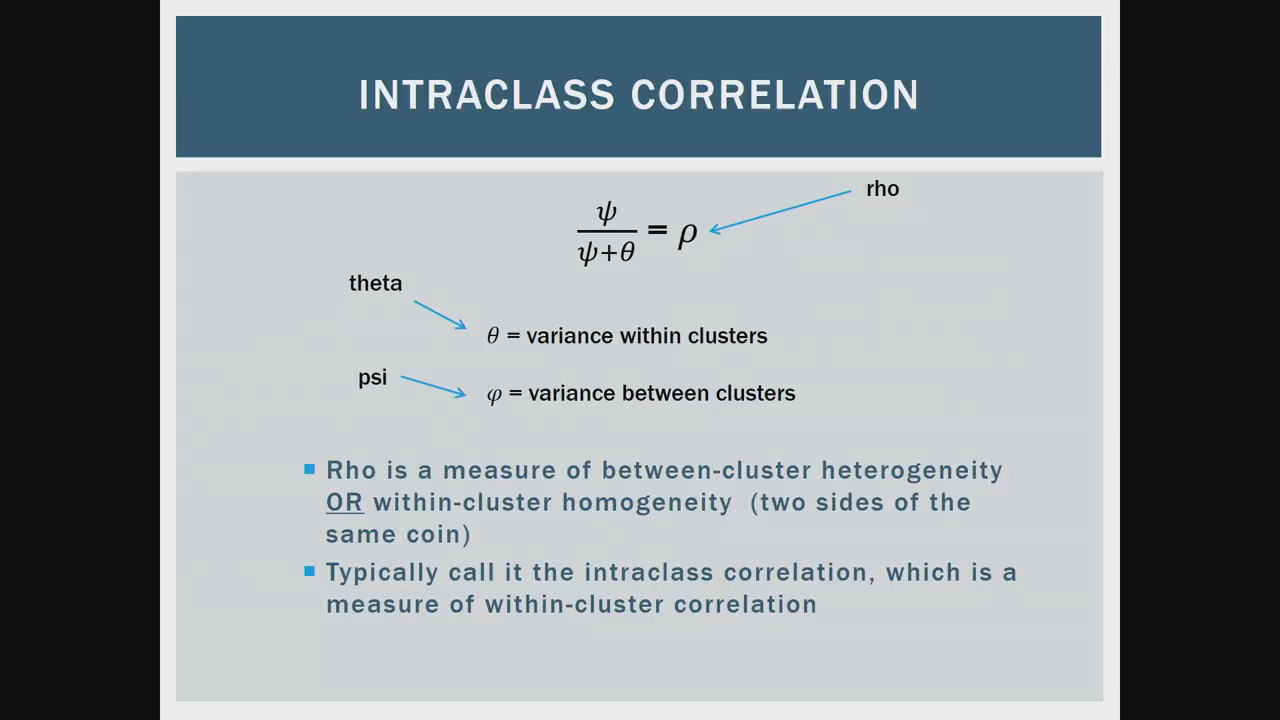 INTRACLASS CORRELATION
rho
ψ
ψ+θ
= ρ
theta
θ = variance within clusters
psi
φ = variance between clusters
Rho is a measure of between-cluster heterogeneity
OR within-cluster homogeneity (two sides of the
same coin)
Typically call it the intraclass correlation, which is a
measure of within-cluster correlation